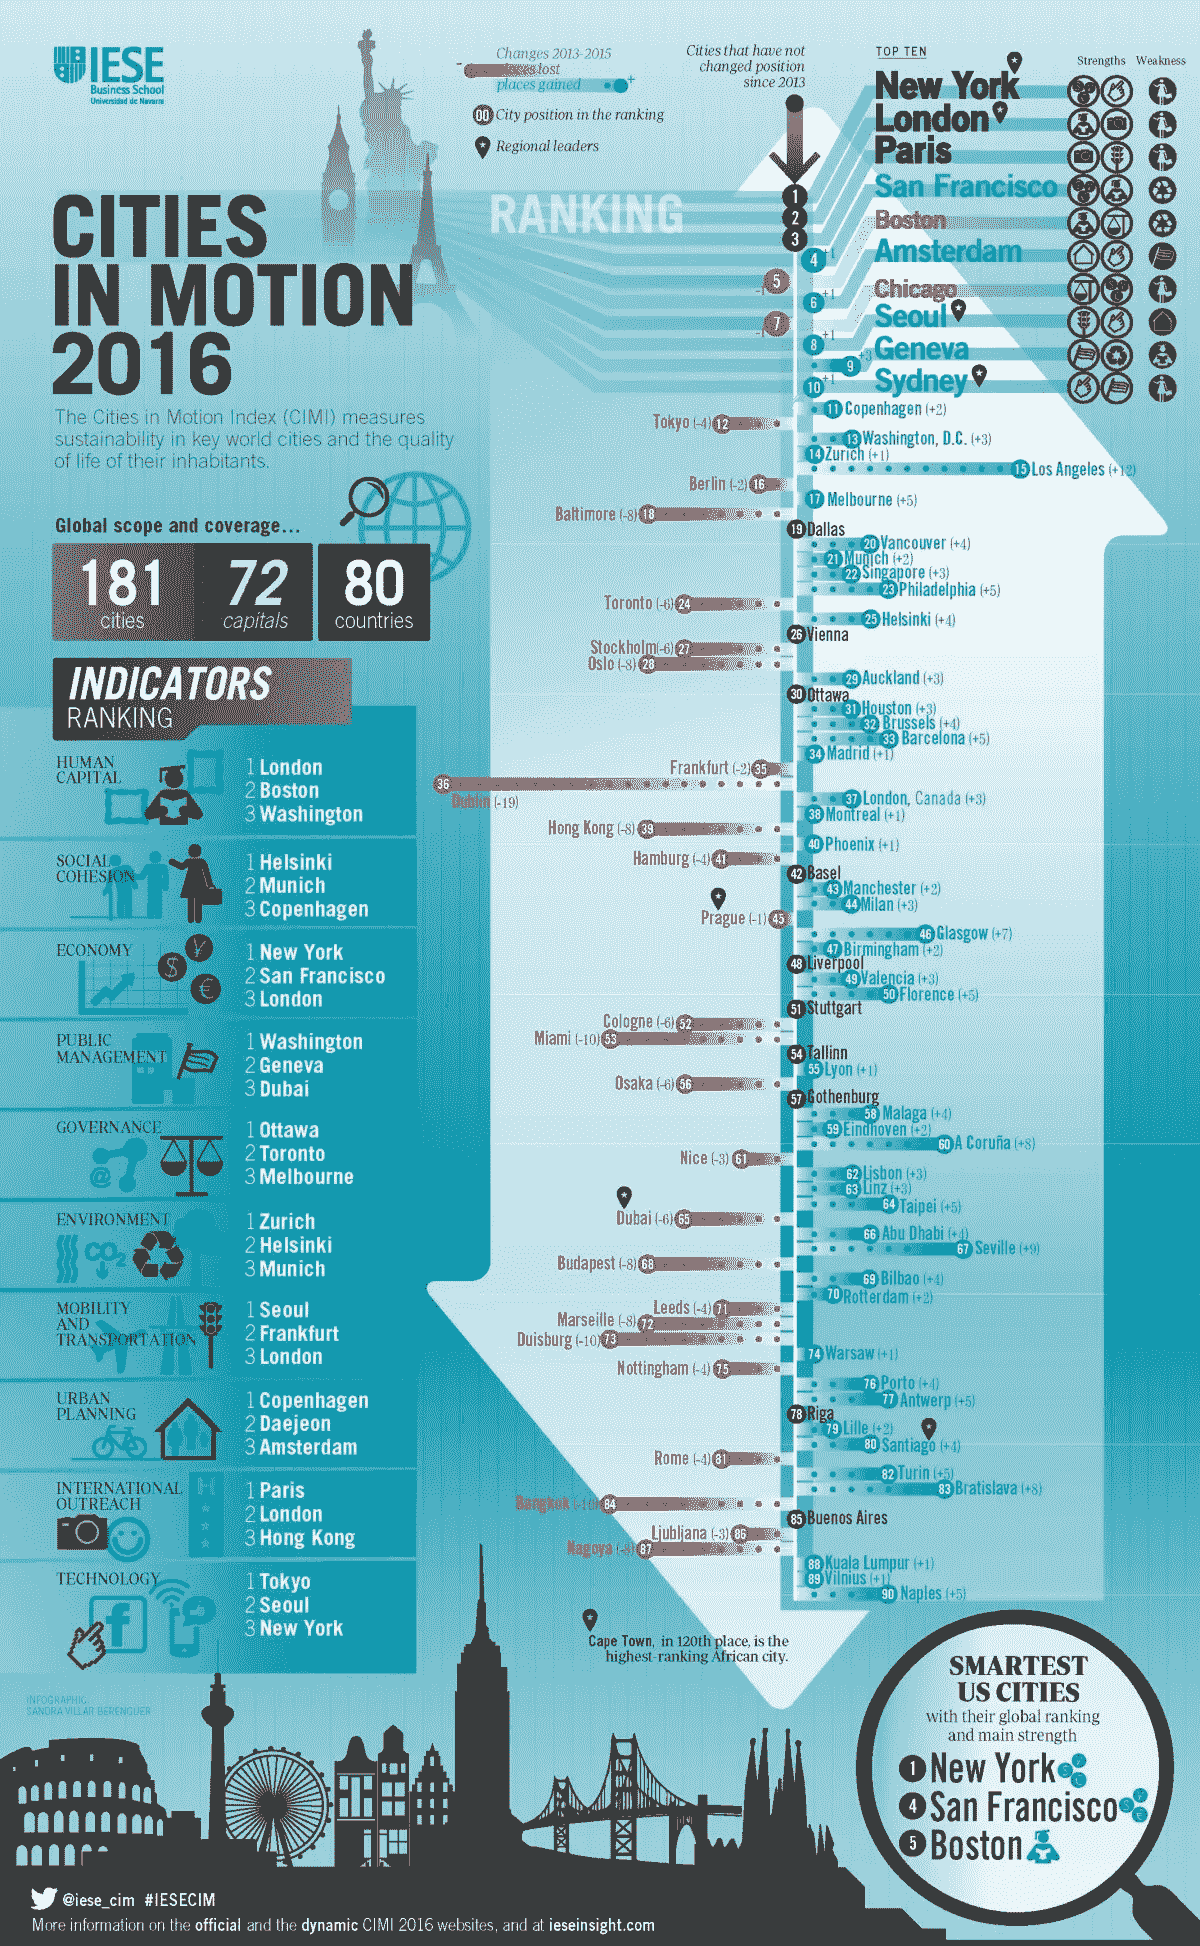 IESE
Business School
Universidad de Navarra
Changes 2013-2015
places lost
places gained
00 City position in the ranking
Regional leaders
Cities that have not
changed position
since 2013
TOP TEN
Strengths Weakness
New York
London
Paris
San Francisco
Boston
Amsterdam
Chicago
Seoul
Geneva
Sydney
CITIES
IN MOTION
2016
The Cities in Motion Index (CIMI) measures
sustainability in key world cities and the quality
of life of their inhabitants.
Global scope and coverage...
181
cities
72
capitals
80
countries
RANKING
1
2
3
4 +1
5 -1
6 +1
7 -1
8 +1
9 +3
10 +1
11 Copenhagen (+2)
Tokyo (-4) 12
13 Washington, D.C. (+3)
14 Zurich (+1)
15 Los Angeles (+12)
Berlin (-2) 16
17 Melbourne (+5)
Baltimore (-8) 18
19 Dallas
20 Vancouver (+4)
21 Munich (+2)
22 Singapore (+3)
23 Philadelphia (+5)
Toronto (-6) 24
25 Helsinki (+4)
26 Vienna
Stockholm(-6) 27
Oslo (-8) 28
29 Auckland (+3)
30 Ottawa
31 Houston (+3)
32 Brussels (+4)
33 Barcelona (+5)
34 Madrid (+1)
Frankfurt (-2) 35
36
Dublin (-19)
37 London, Canada (+3)
38 Montreal (+1)
Hong Kong (-8) 39
40 Phoenix (+1)
Hamburg (-4) 41
42 Basel
43 Manchester (+2)
44 Milan (+3)
Prague (-1) 45
46 Glasgow (+7)
47 Birmingham (+2)
48 Liverpool
49 Valencia (+3)
50 Florence (+5)
51 Stuttgart
Cologne (-6) 52
Miami (-10) 53
54 Tallinn
55 Lyon (+1)
Osaka (-6) 56
57 Gothenburg
58 Malaga (+4)
59 Eindhoven (+2)
60 A Coruña (+8)
Nice (-3) 61
62 Lisbon (+3)
63 Linz (+3)
64 Taipei (+5)
Dubai (-6) 65
66 Abu Dhabi (+4)
67 Seville (+9)
Budapest (-8) 68
69 Bilbao (+4)
70 Rotterdam (+2)
Leeds (-4) 71
Marseille (-8) 72
Duisburg (-10) 73
74 Warsaw (+1)
Nottingham (-4) 75
76 Porto (+4)
77 Antwerp (+5)
78 Riga
79 Lille (+2)
80 Santiago (+4)
Rome (-4) 81
82 Turin (+5)
83 Bratislava (+8)
Bangkok 84
85 Buenos Aires
Ljubljana (-3) 86
Nagoya 87
88 Kuala Lumpur (+1)
89 Vilnius (+1)
90 Naples (+5)
Cape Town, in 120th place, is the
highest-ranking African city.
INDICATORS
RANKING
HUMAN
CAPITAL
1 London
2 Boston
3 Washington
SOCIAL
COHESION
1 Helsinki
2 Munich
3 Copenhagen
ECONOMY
¥
$
€
1 New York
2 San Francisco
3 London
PUBLIC
MANAGEMENT
1 Washington
2 Geneva
3 Dubai
GOVERNANCE
@
1 Ottawa
2 Toronto
3 Melbourne
ENVIRONMENT
CO2
1 Zurich
2 Helsinki
3 Munich
MOBILITY
AND
TRANSPORTATION
1 Seoul
2 Frankfurt
3 London
URBAN
PLANNING
1 Copenhagen
2 Daejeon
3 Amsterdam
INTERNATIONAL
OUTREACH
1 Paris
2 London
3 Hong Kong
TECHNOLOGY
f
1 Tokyo
2 Seoul
3 New York
INFOGRAPHIC:
SANDRA VILLAR BERENGUER
SMARTEST
US CITIES
with their global ranking
and main strength
1 New York
4 San Francisco
5 Boston
@iese_cim #IESECIM
More information on the official and the dynamic CIMI 2016 websites, and at ieseinsight.com